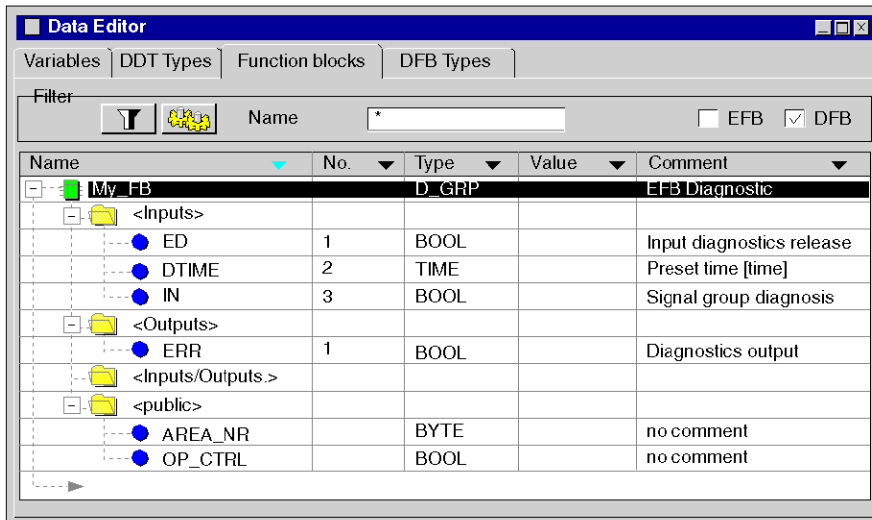 Data Editor
Variables DDT Types Function blocks DFB Types
Filter
Name * EFB DFB
Name No. Type Value Comment
My_FB D_GRP EFB Diagnostic
<Inputs>
ED 1 BOOL Input diagnostics release
DTIME 2 TIME Preset time [time]
IN 3 BOOL Signal group diagnosis
<Outputs>
ERR 1 BOOL Diagnostics output
<Inputs/Outputs.>
<public>
AREA_NR BYTE no comment
OP_CTRL BOOL no comment